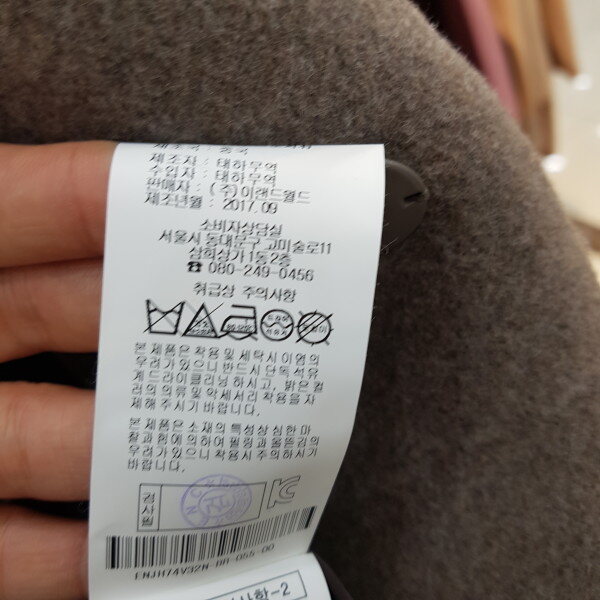 제조자 : 태하무역
수입자 : 태하무역
판매자 : (주)이랜드월드
제조년월 : 2017.09
소비자상담실
서울시 동대문구 고미술로11
삼희상가 1동 2층
☎ 080-249-0456
취급상 주의사항
본 제품은 착용 및 세탁시 이염의
우려가 있으니 반드시 단독 석유
계 드라이클리닝 하시고, 밝은 컬
러의 의류 및 악세서리 착용을 자
제해 주시기 바랍니다.
본 제품은 소재의 특성상 심한 마
찰과 힘에 의하여 필링과 올뜯김의
우려가 있으니 착용시 주의하시기
바랍니다.
검사필
KC
ENJH74V32N-BR-055-00